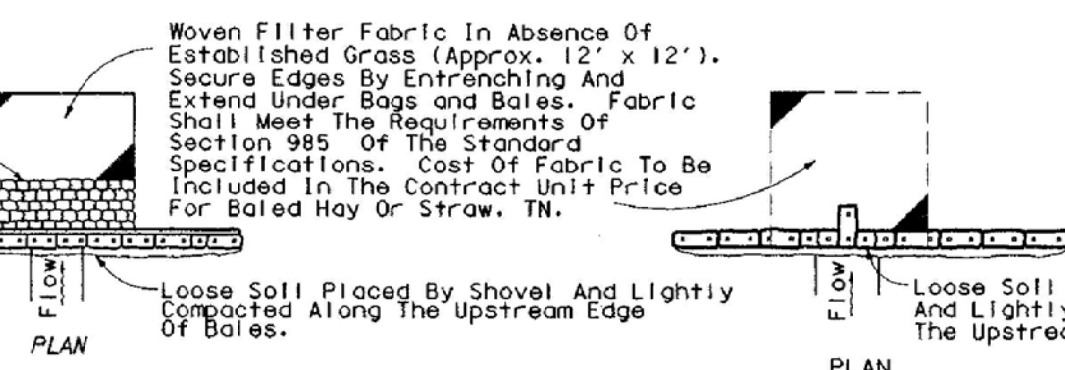 Woven Filter Fabric In Absence Of
Established Grass (Approx. 12' x 12').
Secure Edges By Entrenching And
Extend Under Bags and Bales. Fabric
Shall Meet The Requirements Of
Section 985 Of The Standard
Specifications. Cost Of Fabric To Be
Included In The Contract Unit Price
For Baled Hay Or Straw, TN.
Loose Soil Placed By Shovel And Lightly
Compacted Along The Upstream Edge
Of Bales.
Flow
PLAN
Flow
Loose Soil
And Lightly
The Upstrea
PLAN